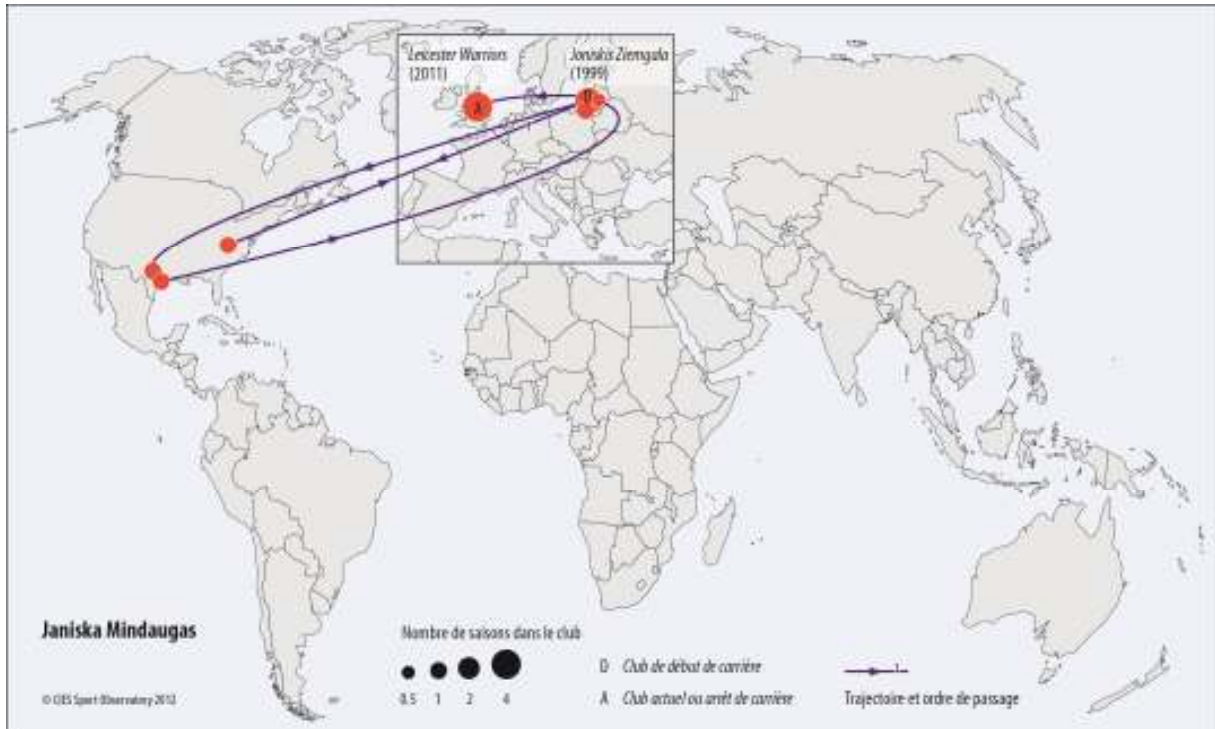 Leicester Warriors
(2011)
Joniskis Ziemgala
(1999)
A
D
Janiska Mindaugas
© CIES Sport Observatory 2012
Nombre de saisons dans le club
0.5 1 2 4
D Club de début de carrière
A Club actuel ou arrêt de carrière
1
Trajectoire et ordre de passage